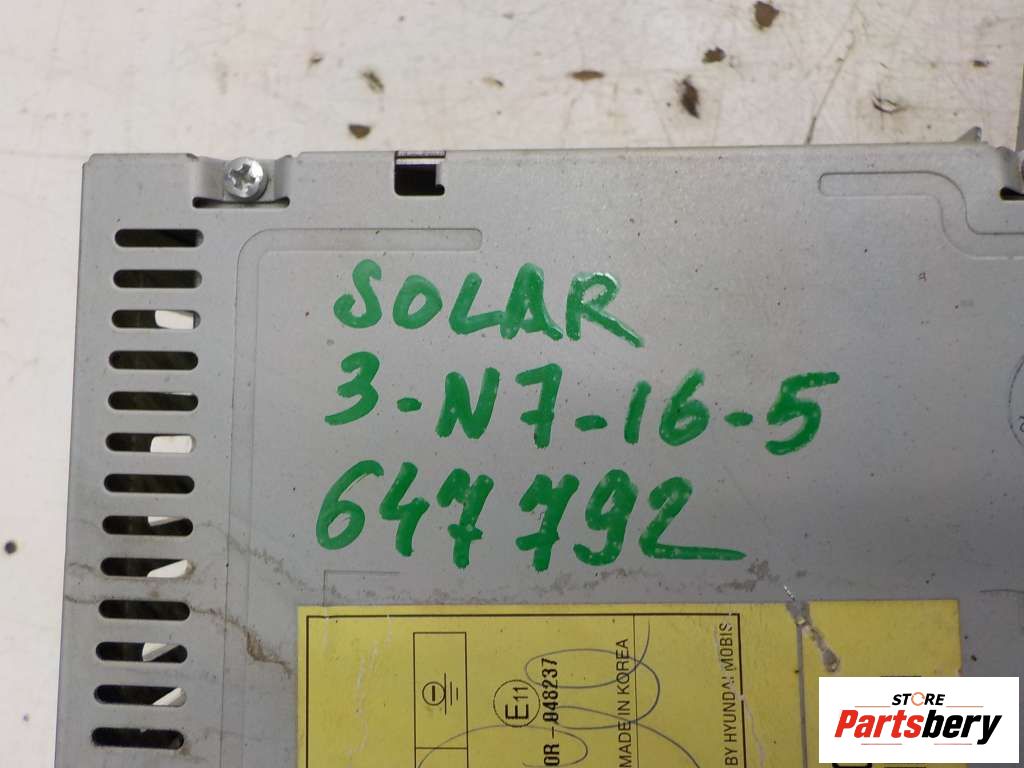 SOLAR
3-N7-16-5
647792
E11
0R-048237
MADE IN KOREA
BY HYUNDAI MOBIS
STORE
Partsbery